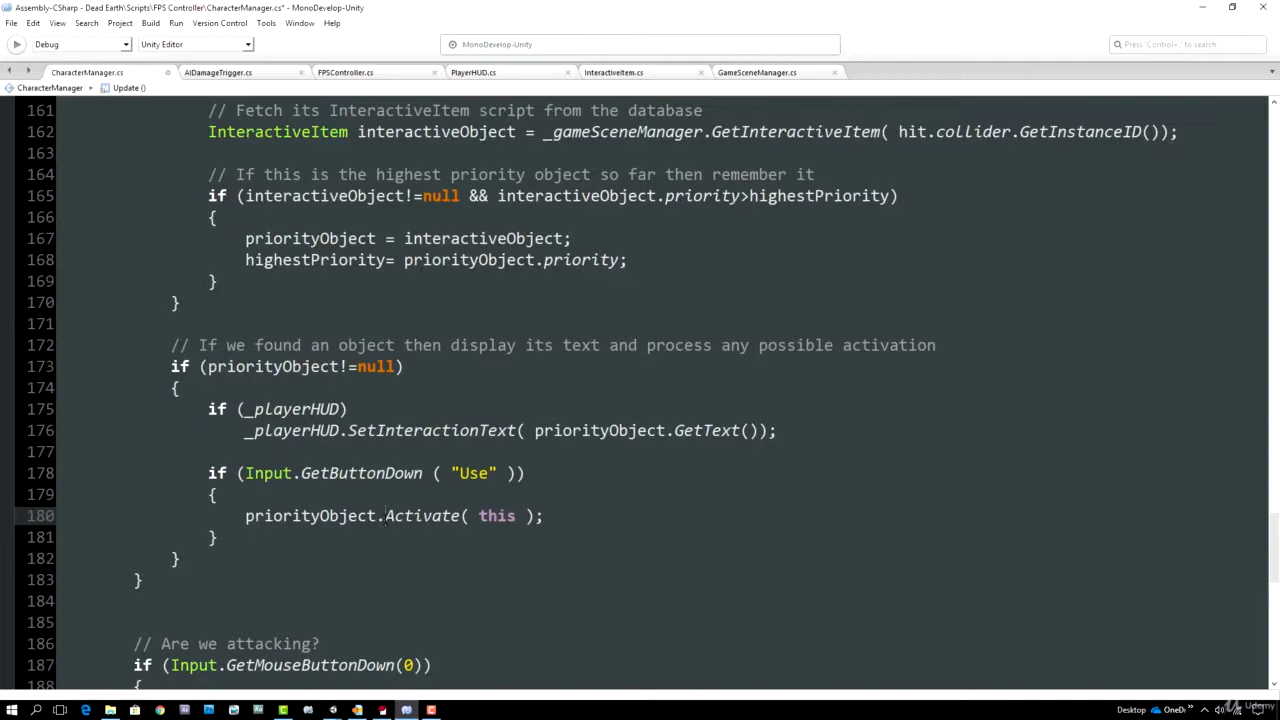 Assembly-CSharp - Dead Earth\Scripts\FPS Controller\CharacterManager.cs* - MonoDevelop-Unity
File Edit View Search Project Build Run Version Control Tools Window Help
Debug Unity Editor MonoDevelop-Unity Press 'Control+,' to search
CharacterManager.cs AIDamageTrigger.cs FPSController.cs PlayerHUD.cs InteractiveItem.cs GameSceneManager.cs
CharacterManager Update ()
161 // Fetch its InteractiveItem script from the database
162 InteractiveItem interactiveObject = _gameSceneManager.GetInteractiveItem( hit.collider.GetInstanceID());
163
164 // If this is the highest priority object so far then remember it
165 if (interactiveObject!=null && interactiveObject.priority>highestPriority)
166 {
167 priorityObject = interactiveObject;
168 highestPriority= priorityObject.priority;
169 }
170 }
171
172 // If we found an object then display its text and process any possible activation
173 if (priorityObject!=null)
174 {
175 if (_playerHUD)
176 _playerHUD.SetInteractionText( priorityObject.GetText());
177
178 if (Input.GetButtonDown ( "Use" ))
179 {
180 priorityObject.Activate( this );
181 }
182 }
183 }
184
185
186 // Are we attacking?
187 if (Input.GetMouseButtonDown(0))
188 {
Desktop OneDri
Udemy